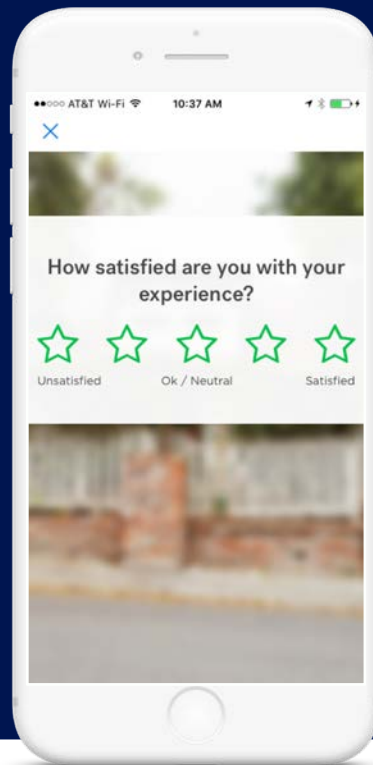 AT&T Wi-Fi 10:37 AM
How satisfied are you with your
experience?
Unsatisfied Ok / Neutral Satisfied